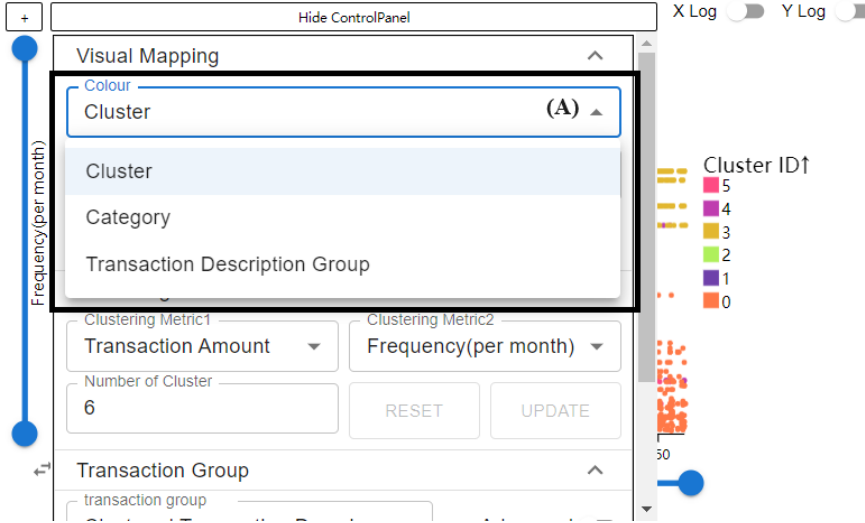 +
Hide ControlPanel
X Log
Y Log
Visual Mapping
Colour
Cluster
(A)
Cluster
Category
Transaction Description Group
Frequency(per month)
Cluster ID↑
5
4
3
2
1
0
Clustering Metric1
Transaction Amount
Clustering Metric2
Frequency(per month)
Number of Cluster
6
RESET
UPDATE
50
Transaction Group
transaction group